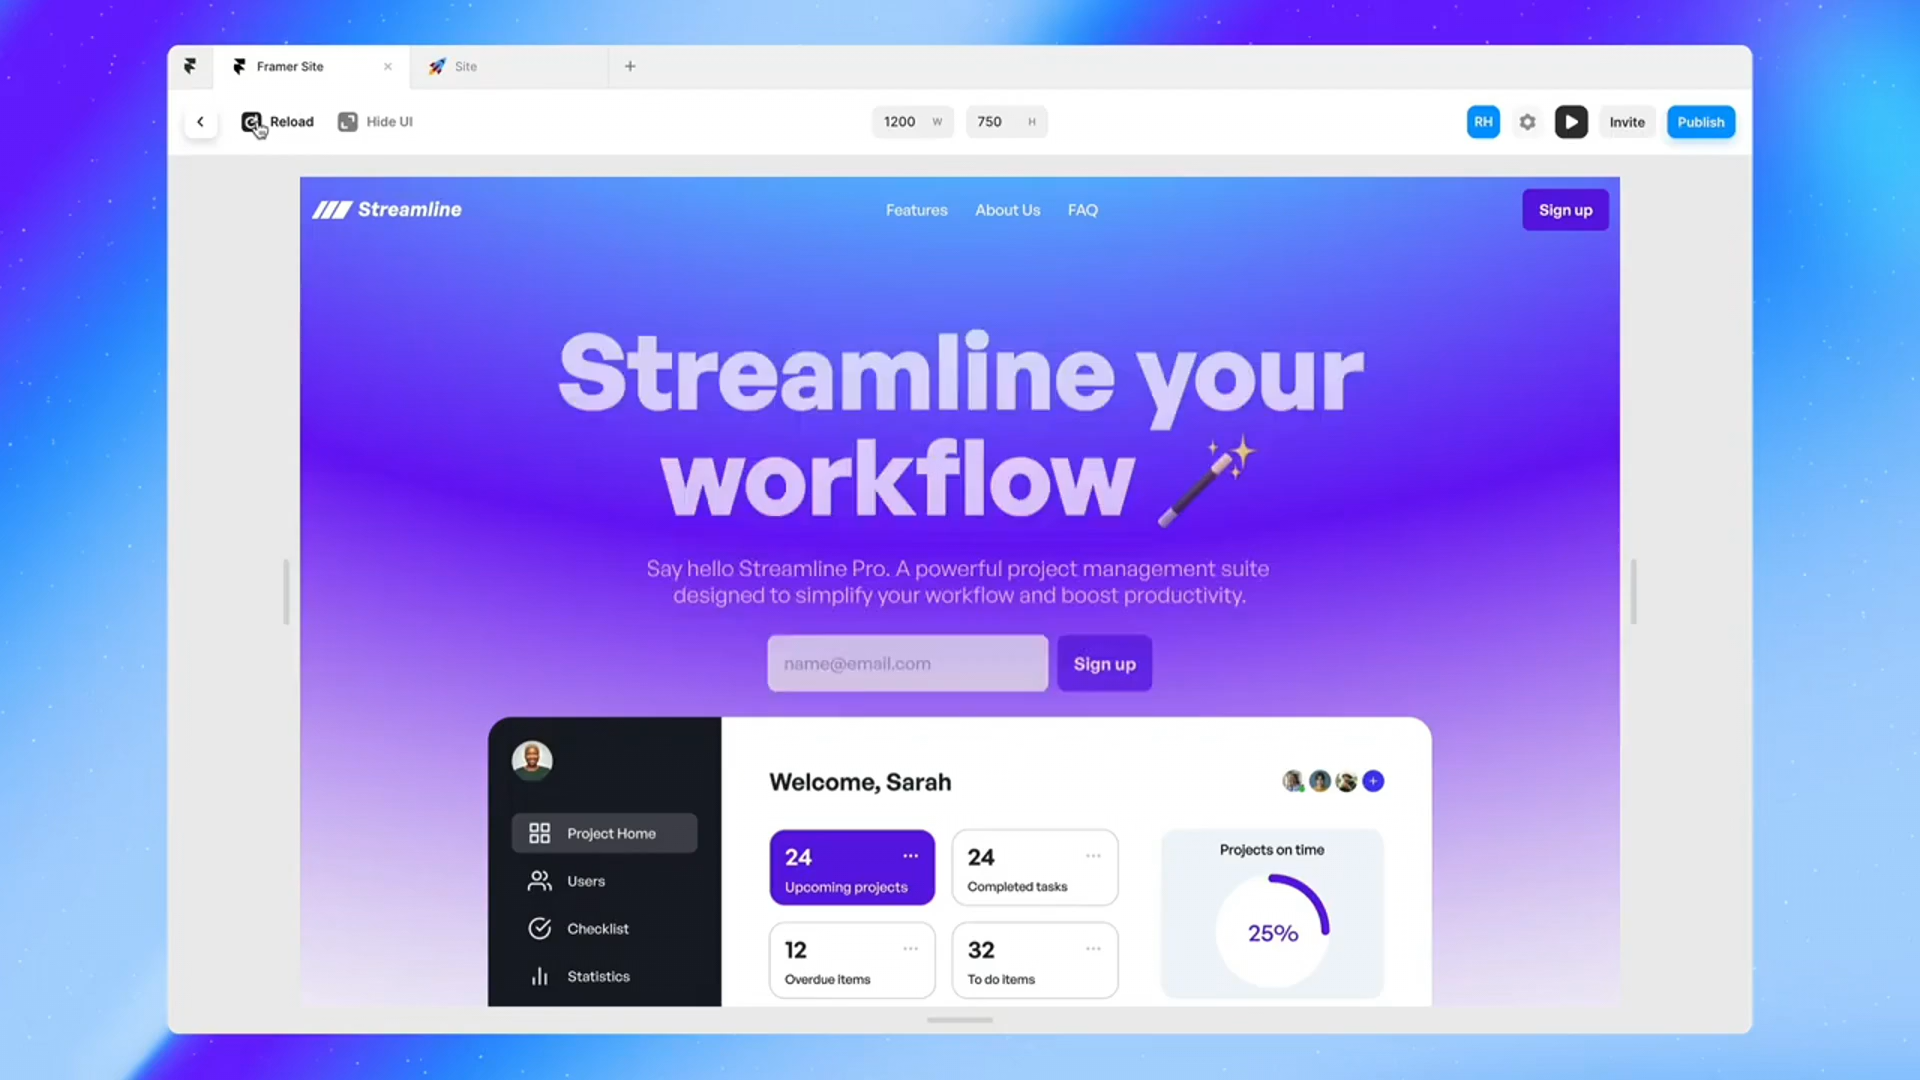 Framer Site
Site
Reload
Hide UI
1200 W
750 H
RH
Invite
Publish
Streamline
Features
About Us
FAQ
Sign up
Streamline your
workflow
Say hello Streamline Pro. A powerful project management suite
designed to simplify your workflow and boost productivity.
name@email.com
Sign up
Welcome, Sarah
Project Home
Users
Checklist
Statistics
24
Upcoming projects
24
Completed tasks
12
Overdue items
32
To do items
Projects on time
25%